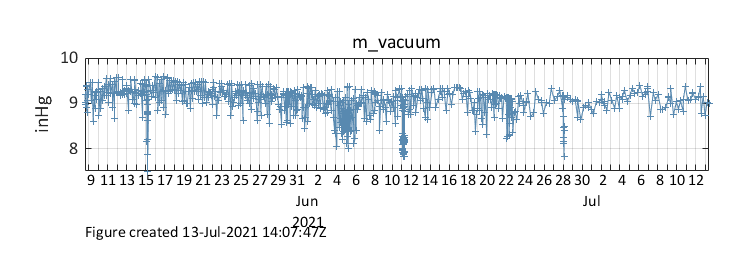 m_vacuum
10
9
8
inHg
9 11 13 15 17 19 21 23 25 27 29 31 2 4 6 8 10 12 14 16 18 20 22 24 26 28 30 2 4 6 8 10 12
Jun Jul
2021
Figure created 13-Jul-2021 14:07:47Z